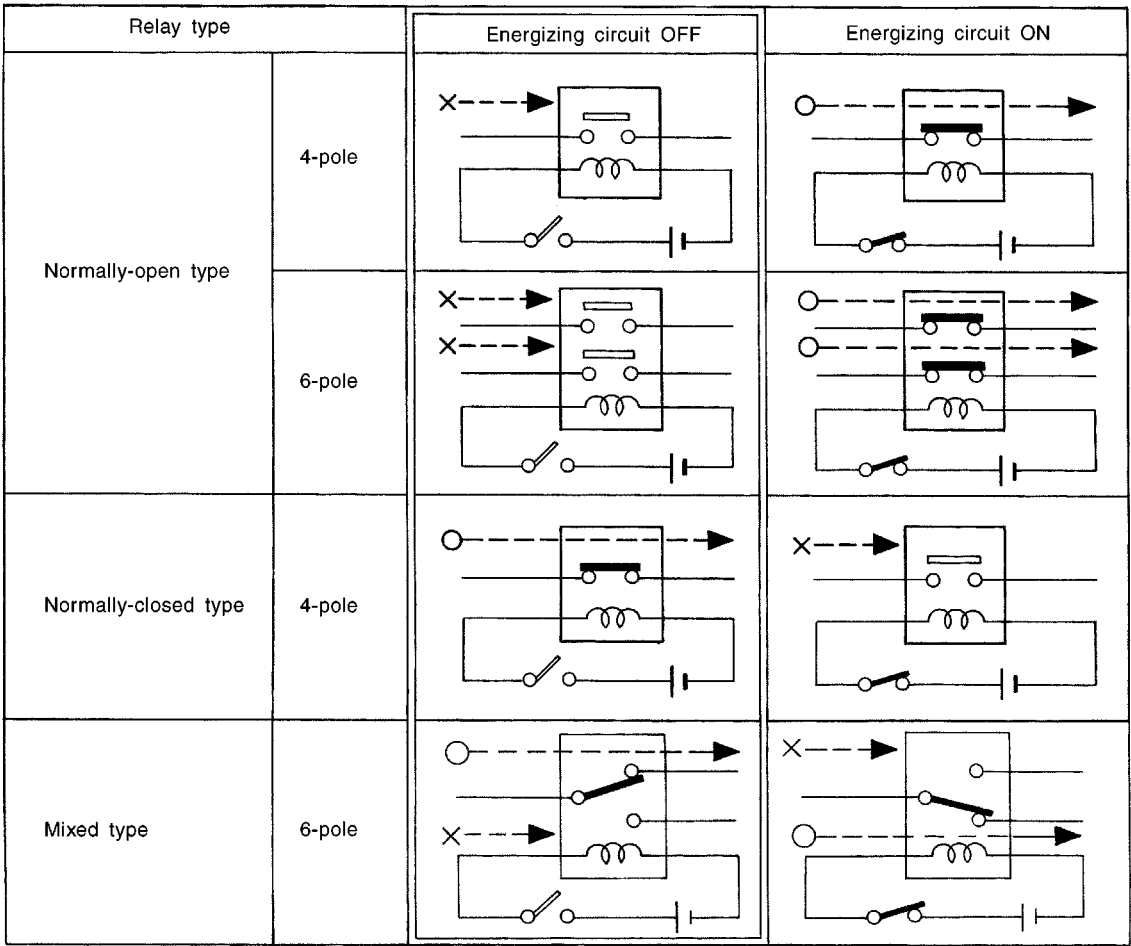 Relay type
Energizing circuit OFF
Energizing circuit ON
Normally-open type
4-pole
6-pole
Normally-closed type
4-pole
Mixed type
6-pole